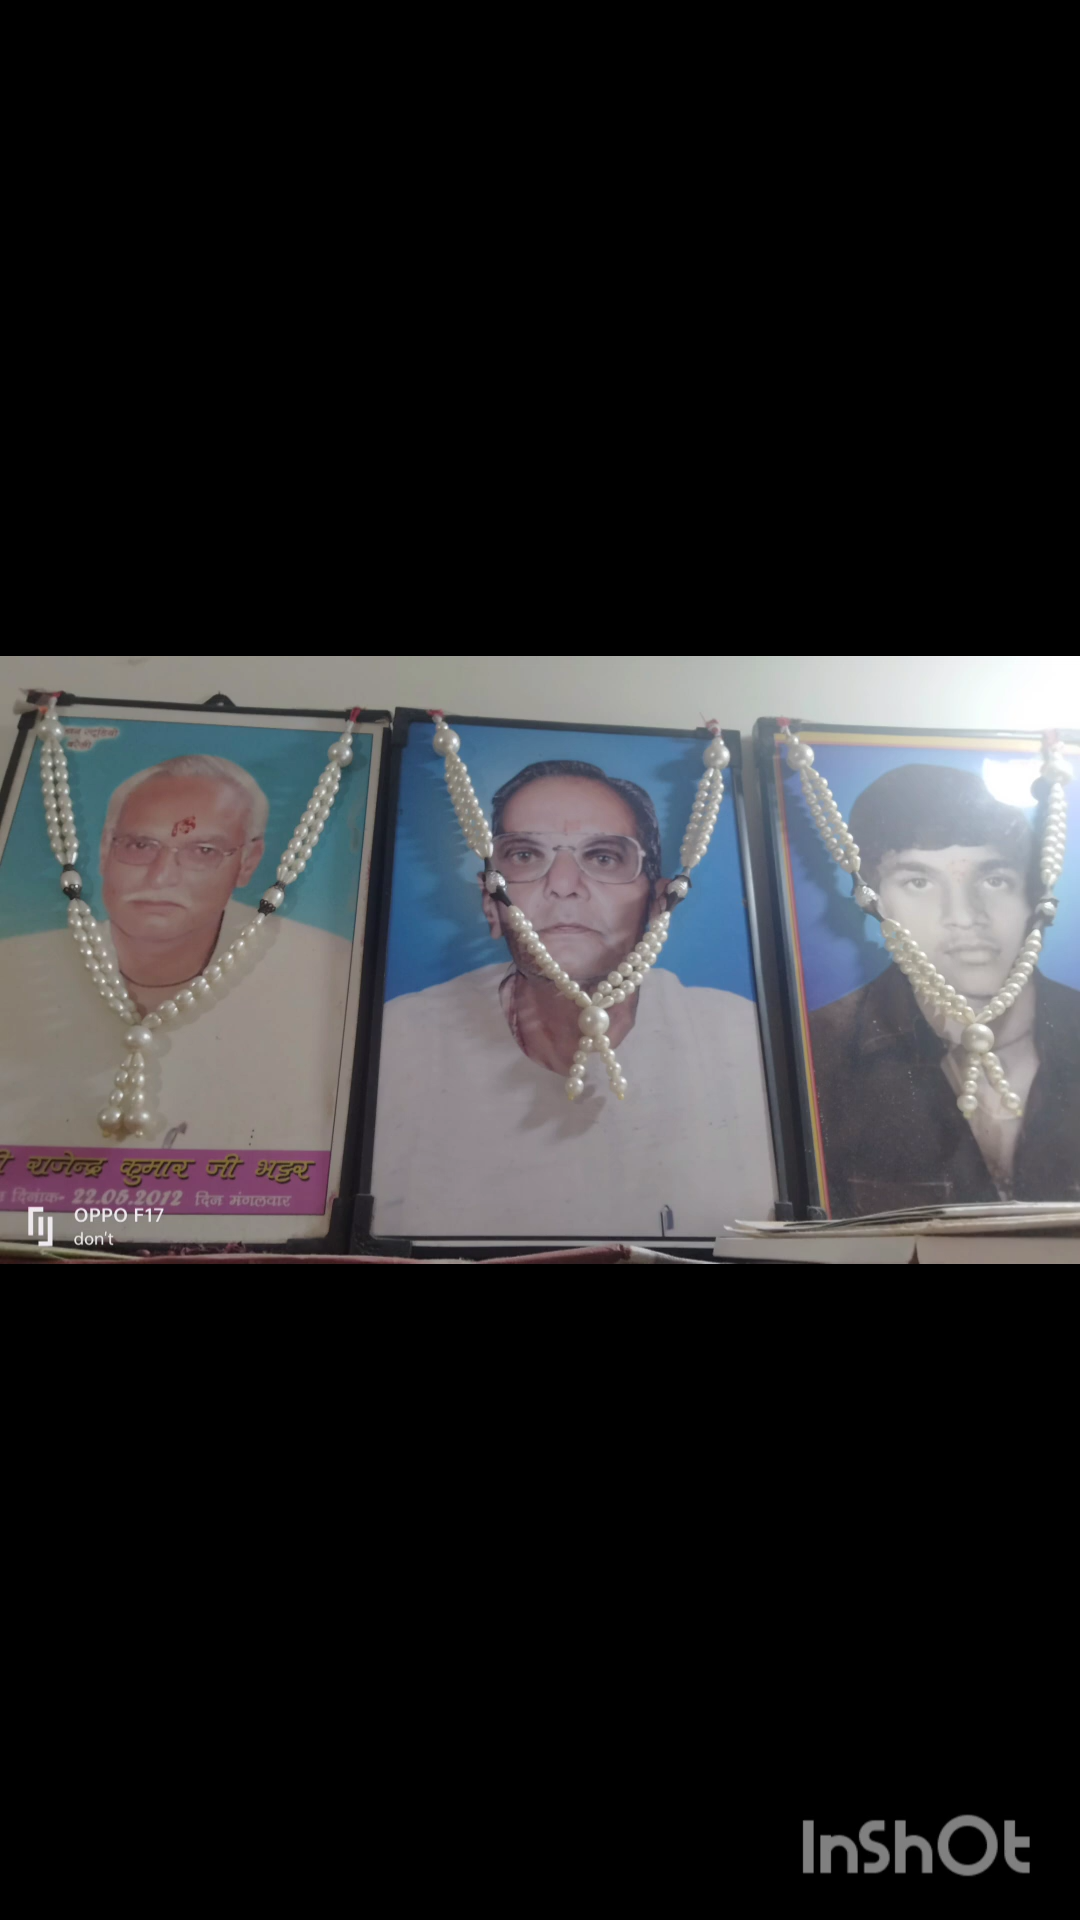 राजेन्द्र कुमार जी भट्टर
दिनांक- 22.05.2012 दिन मंगलवार
OPPO F17
don't
InShOt